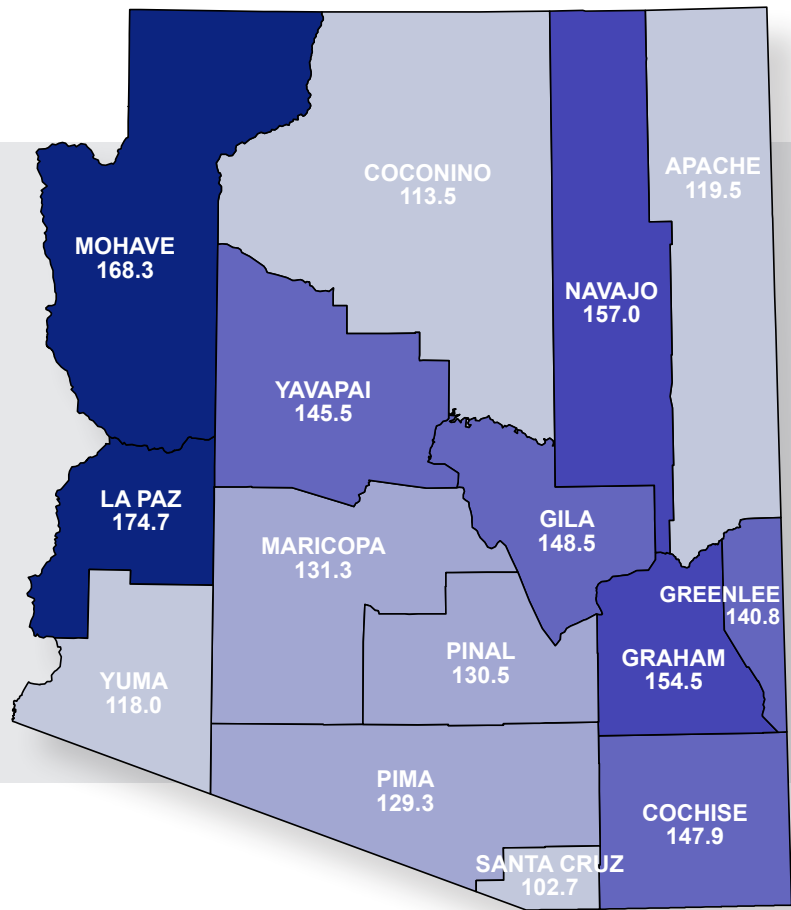 COCONINO
113.5
APACHE
119.5
MOHAVE
168.3
NAVAJO
157.0
YAVAPAI
145.5
LA PAZ
174.7
MARICOPA
131.3
GILA
148.5
GREENLEE
140.8
YUMA
118.0
PINAL
130.5
GRAHAM
154.5
PIMA
129.3
COCHISE
147.9
SANTA CRUZ
102.7